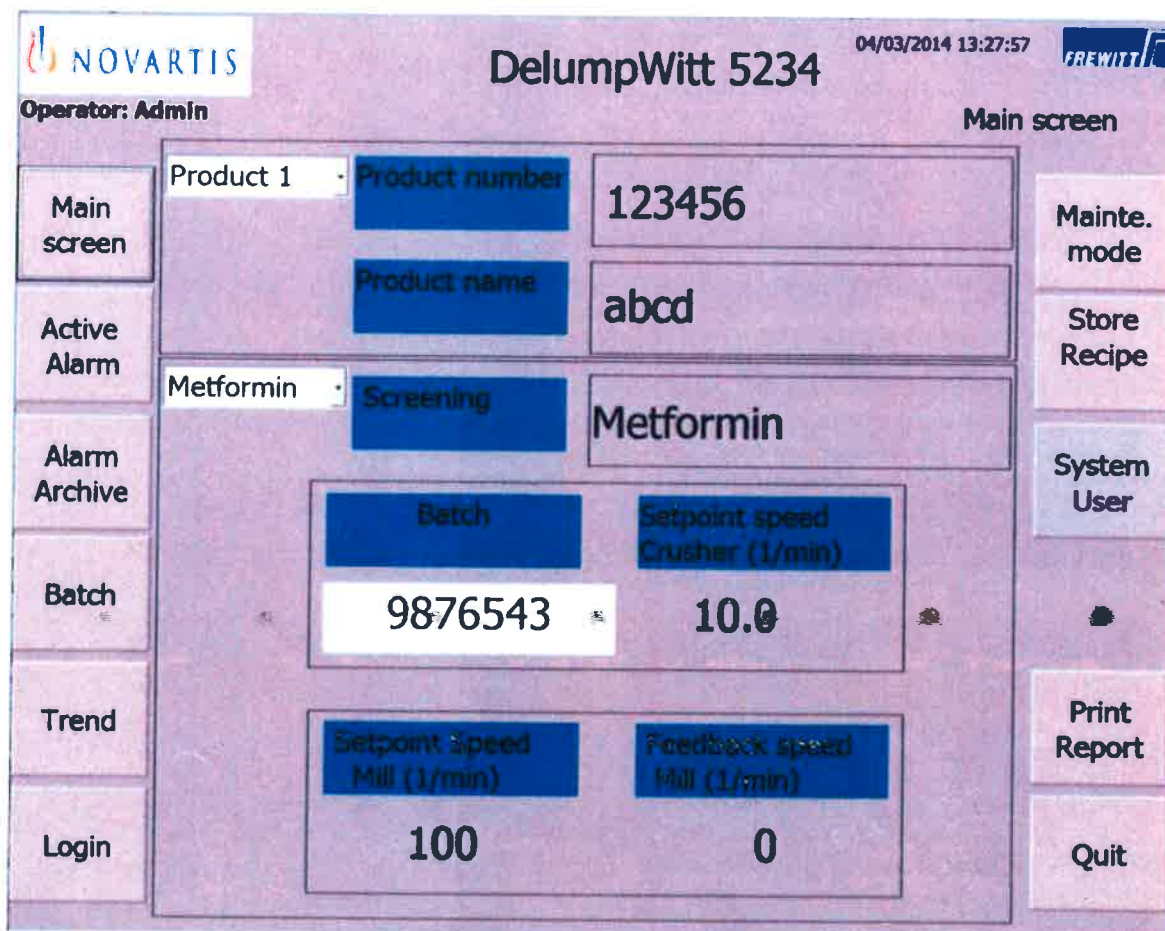 NOVARTIS
DelumpWitt 5234
04/03/2014 13:27:57
FREWITT
Operator: Admin
Main screen
Main
screen
Active
Alarm
Alarm
Archive
Batch
Trend
Login
Product 1
Product number
123456
Product name
abcd
Metformin
Screening
Metformin
Batch
Setpoint speed
Crusher (1/min)
9876543
10.0
Setpoint Speed
Mill (1/min)
Feedback speed
Mill (1/min)
100
0
Mainte.
mode
Store
Recipe
System
User
Print
Report
Quit